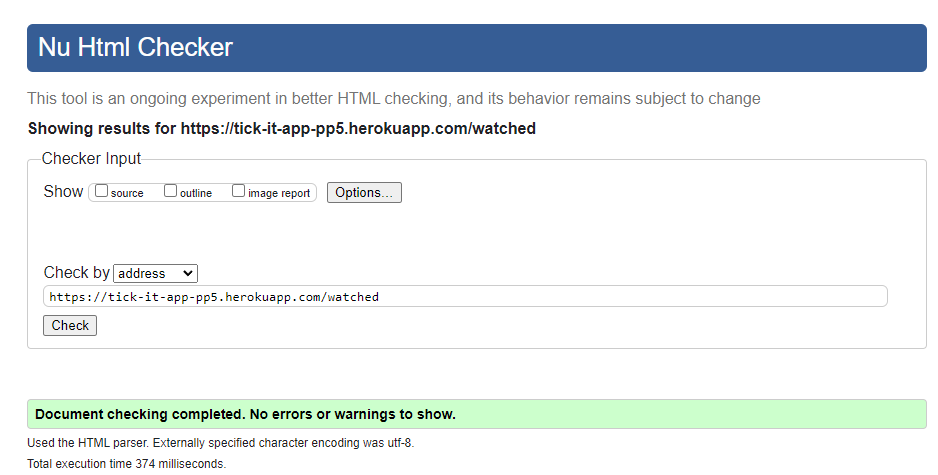 Nu Html Checker
This tool is an ongoing experiment in better HTML checking, and its behavior remains subject to change
Showing results for https://tick-it-app-pp5.herokuapp.com/watched
Checker Input
Show source outline image report Options...
Check by address
https://tick-it-app-pp5.herokuapp.com/watched
Check
Document checking completed. No errors or warnings to show.
Used the HTML parser. Externally specified character encoding was utf-8.
Total execution time 374 milliseconds.